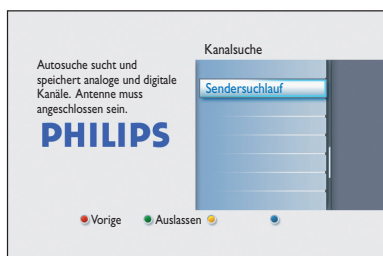 Kanalsuche
Autosuche sucht und
speichert analoge und digitale
Kanäle. Antenne muss
angeschlossen sein.
PHILIPS
Sendersuchlauf
Vorige Auslassen